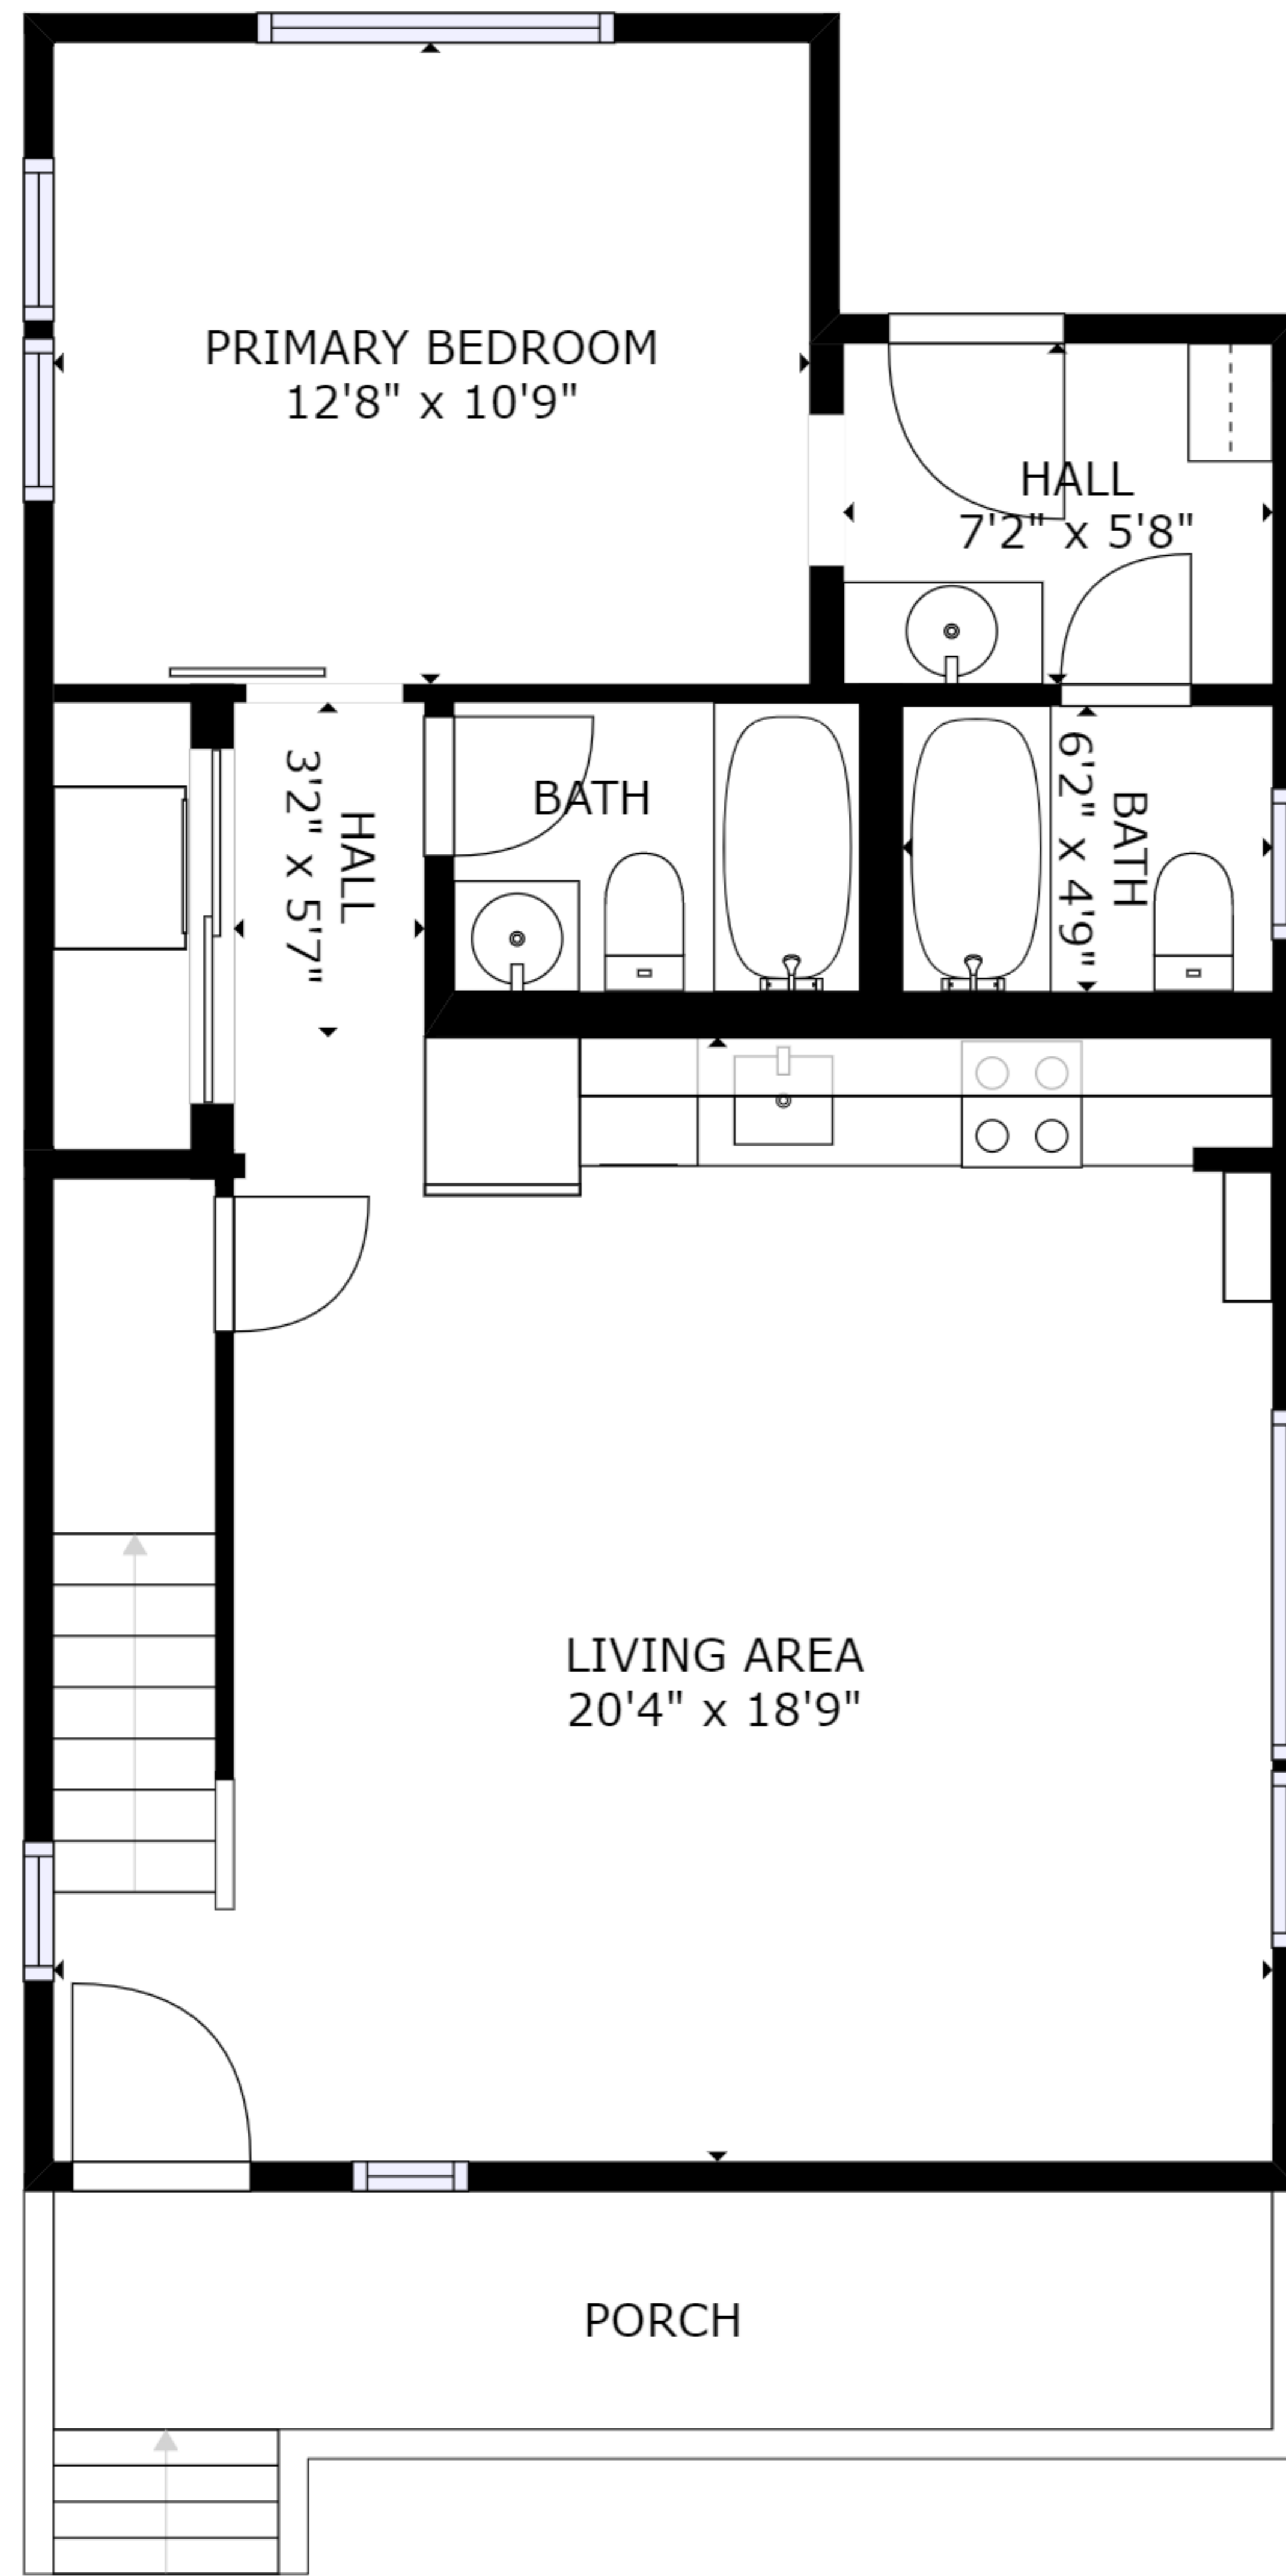 PRIMARY BEDROOM
12'8" x 10'9"
HALL
7'2" x 5'8"
HALL
3'2" x 5'7"
BATH
BATH
6'2" x 4'9"
LIVING AREA
20'4" x 18'9"
PORCH